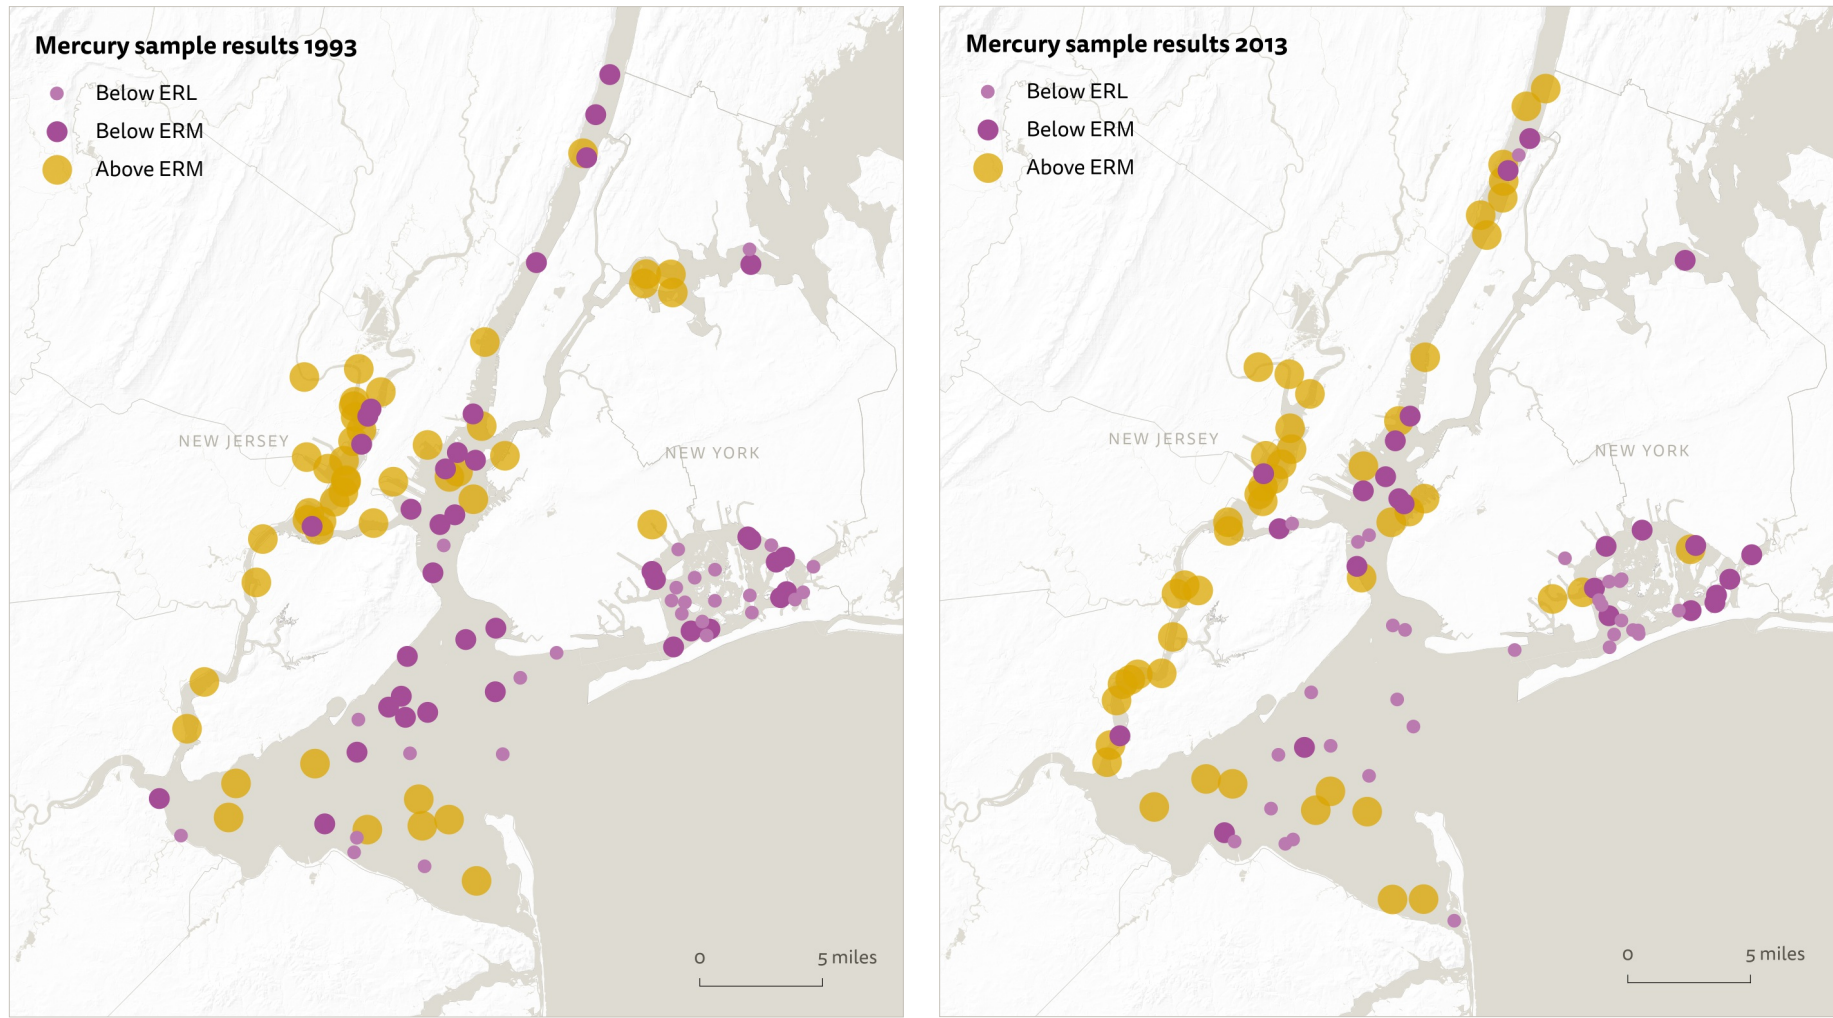 Mercury sample results 1993
Below ERL
Below ERM
Above ERM
NEW JERSEY
NEW YORK
0
5 miles
Mercury sample results 2013
Below ERL
Below ERM
Above ERM
NEW JERSEY
NEW YORK
0
5 miles